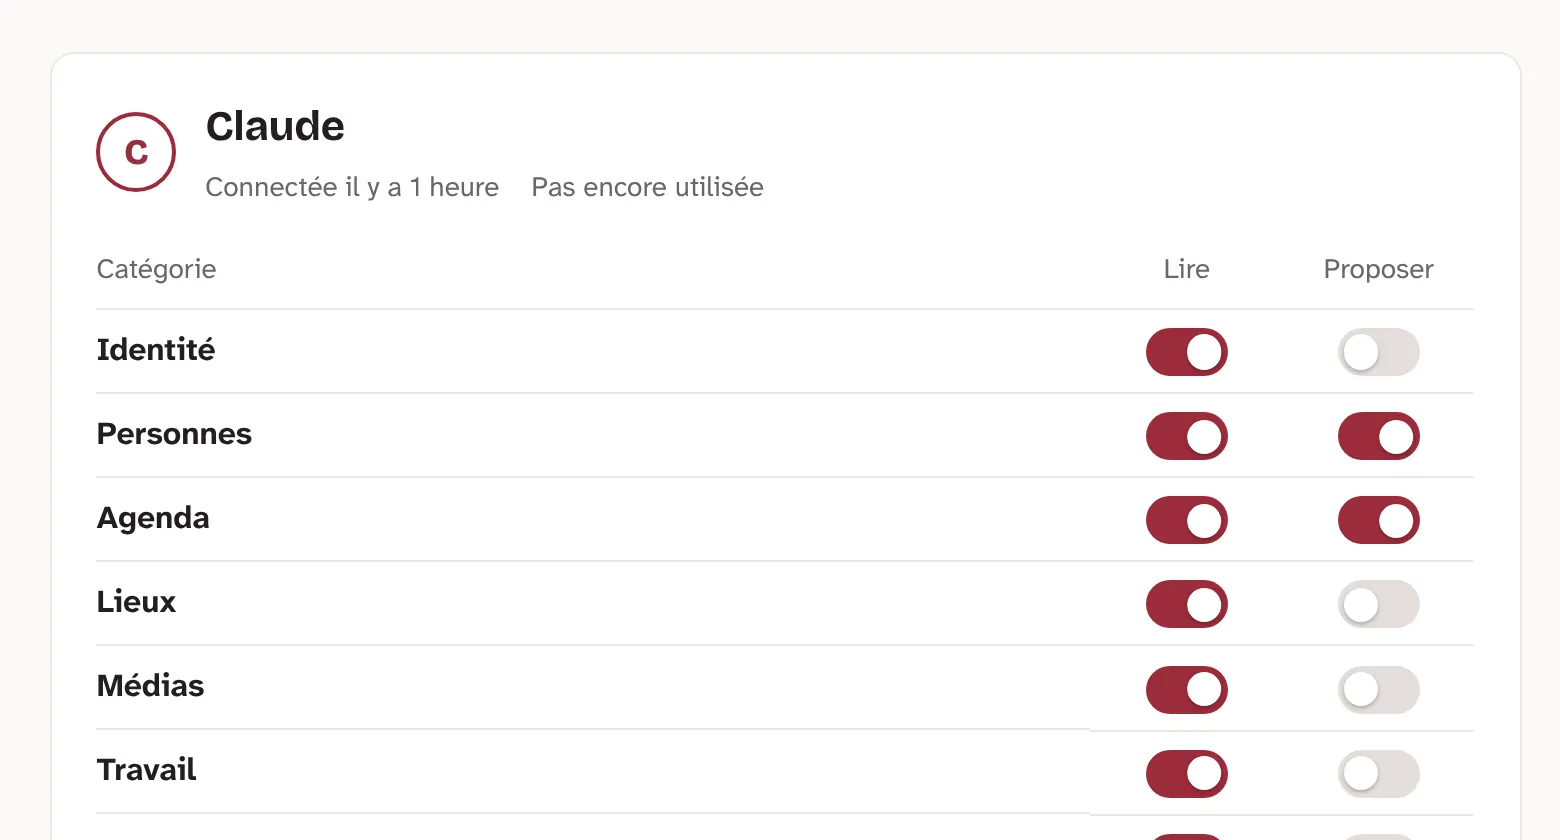 C
Claude
Connectée il y a 1 heure Pas encore utilisée
Catégorie Lire Proposer
Identité
Personnes
Agenda
Lieux
Médias
Travail